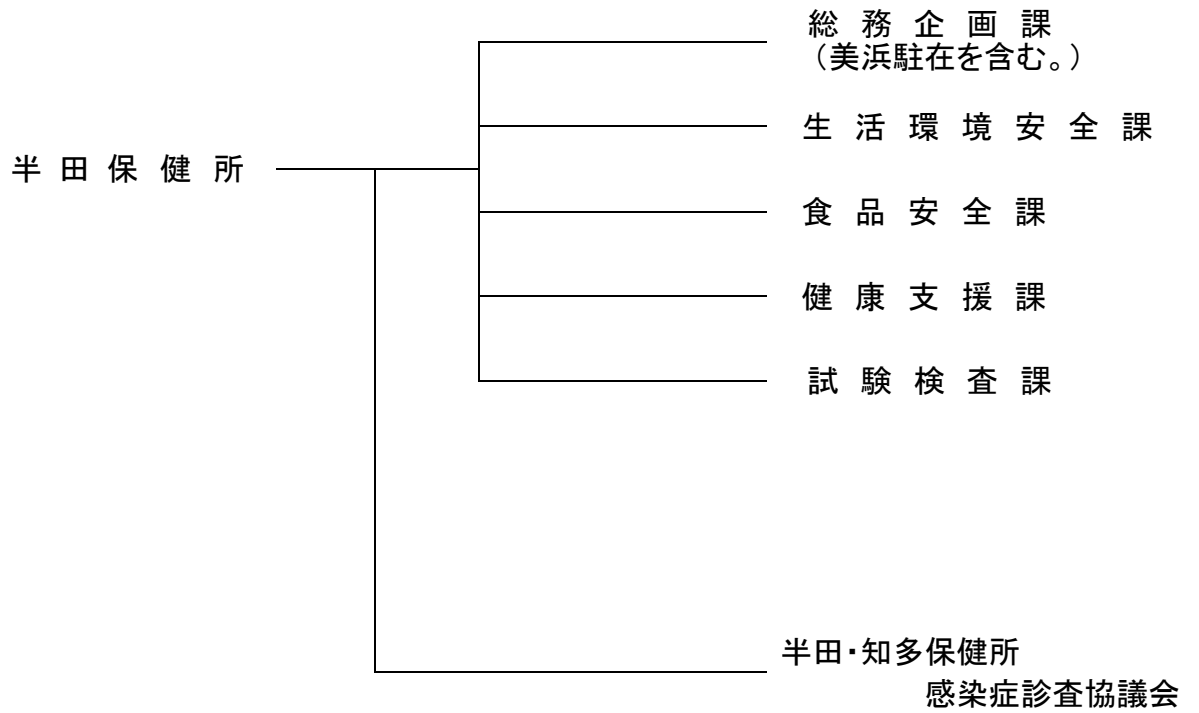 総務企画課
（美浜駐在を含む。）
生活環境安全課
半田保健所
食品安全課
健康支援課
試験検査課
半田・知多保健所
感染症診査協議会